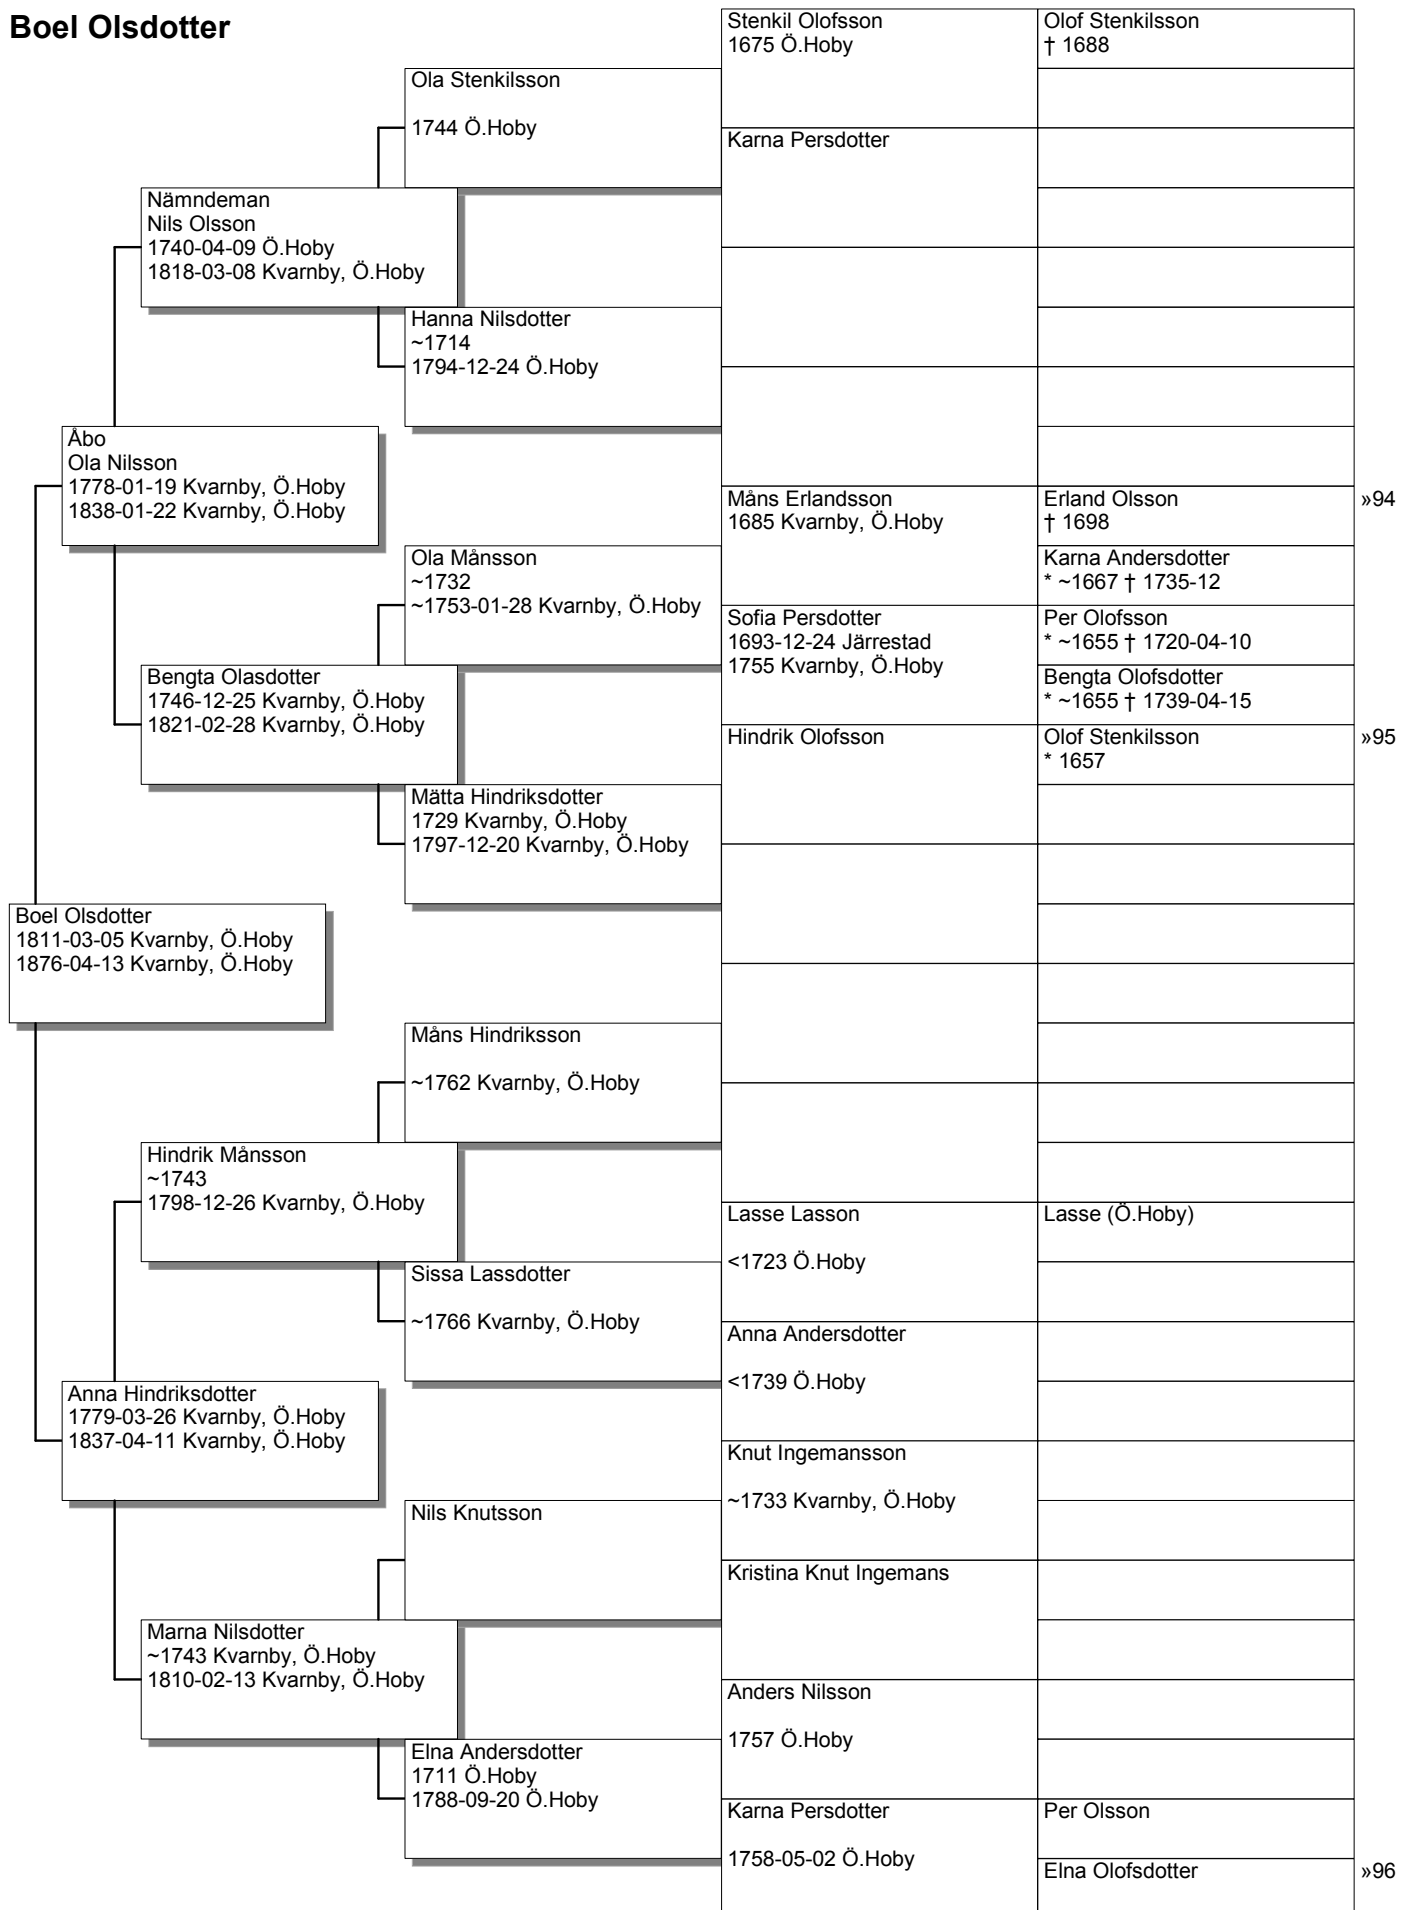 Boel Olsdotter
Stenkil Olofsson
1675 Ö.Hoby
Olof Stenkilsson
† 1688
Ola Stenkilsson
1744 Ö.Hoby
Karna Persdotter
Nämndeman
Nils Olsson
1740-04-09 Ö.Hoby
1818-03-08 Kvarnby, Ö.Hoby
Hanna Nilsdotter
~1714
1794-12-24 Ö.Hoby
Åbo
Ola Nilsson
1778-01-19 Kvarnby, Ö.Hoby
1838-01-22 Kvarnby, Ö.Hoby
Måns Erlandsson
1685 Kvarnby, Ö.Hoby
Erland Olsson
† 1698
»94
Ola Månsson
~1732
~1753-01-28 Kvarnby, Ö.Hoby
Karna Andersdotter
* ~1667 † 1735-12
Sofia Persdotter
1693-12-24 Järrestad
1755 Kvarnby, Ö.Hoby
Per Olofsson
* ~1655 † 1720-04-10
Bengta Olasdotter
1746-12-25 Kvarnby, Ö.Hoby
1821-02-28 Kvarnby, Ö.Hoby
Bengta Olofsdotter
* ~1655 † 1739-04-15
Hindrik Olofsson
Olof Stenkilsson
* 1657
»95
Mätta Hindriksdotter
1729 Kvarnby, Ö.Hoby
1797-12-20 Kvarnby, Ö.Hoby
Boel Olsdotter
1811-03-05 Kvarnby, Ö.Hoby
1876-04-13 Kvarnby, Ö.Hoby
Måns Hindriksson
~1762 Kvarnby, Ö.Hoby
Hindrik Månsson
~1743
1798-12-26 Kvarnby, Ö.Hoby
Lasse Lasson
<1723 Ö.Hoby
Lasse (Ö.Hoby)
Sissa Lassdotter
~1766 Kvarnby, Ö.Hoby
Anna Andersdotter
<1739 Ö.Hoby
Anna Hindriksdotter
1779-03-26 Kvarnby, Ö.Hoby
1837-04-11 Kvarnby, Ö.Hoby
Knut Ingemansson
~1733 Kvarnby, Ö.Hoby
Nils Knutsson
Kristina Knut Ingemans
Marna Nilsdotter
~1743 Kvarnby, Ö.Hoby
1810-02-13 Kvarnby, Ö.Hoby
Anders Nilsson
1757 Ö.Hoby
Elna Andersdotter
1711 Ö.Hoby
1788-09-20 Ö.Hoby
Karna Persdotter
1758-05-02 Ö.Hoby
Per Olsson
Elna Olofsdotter
»96